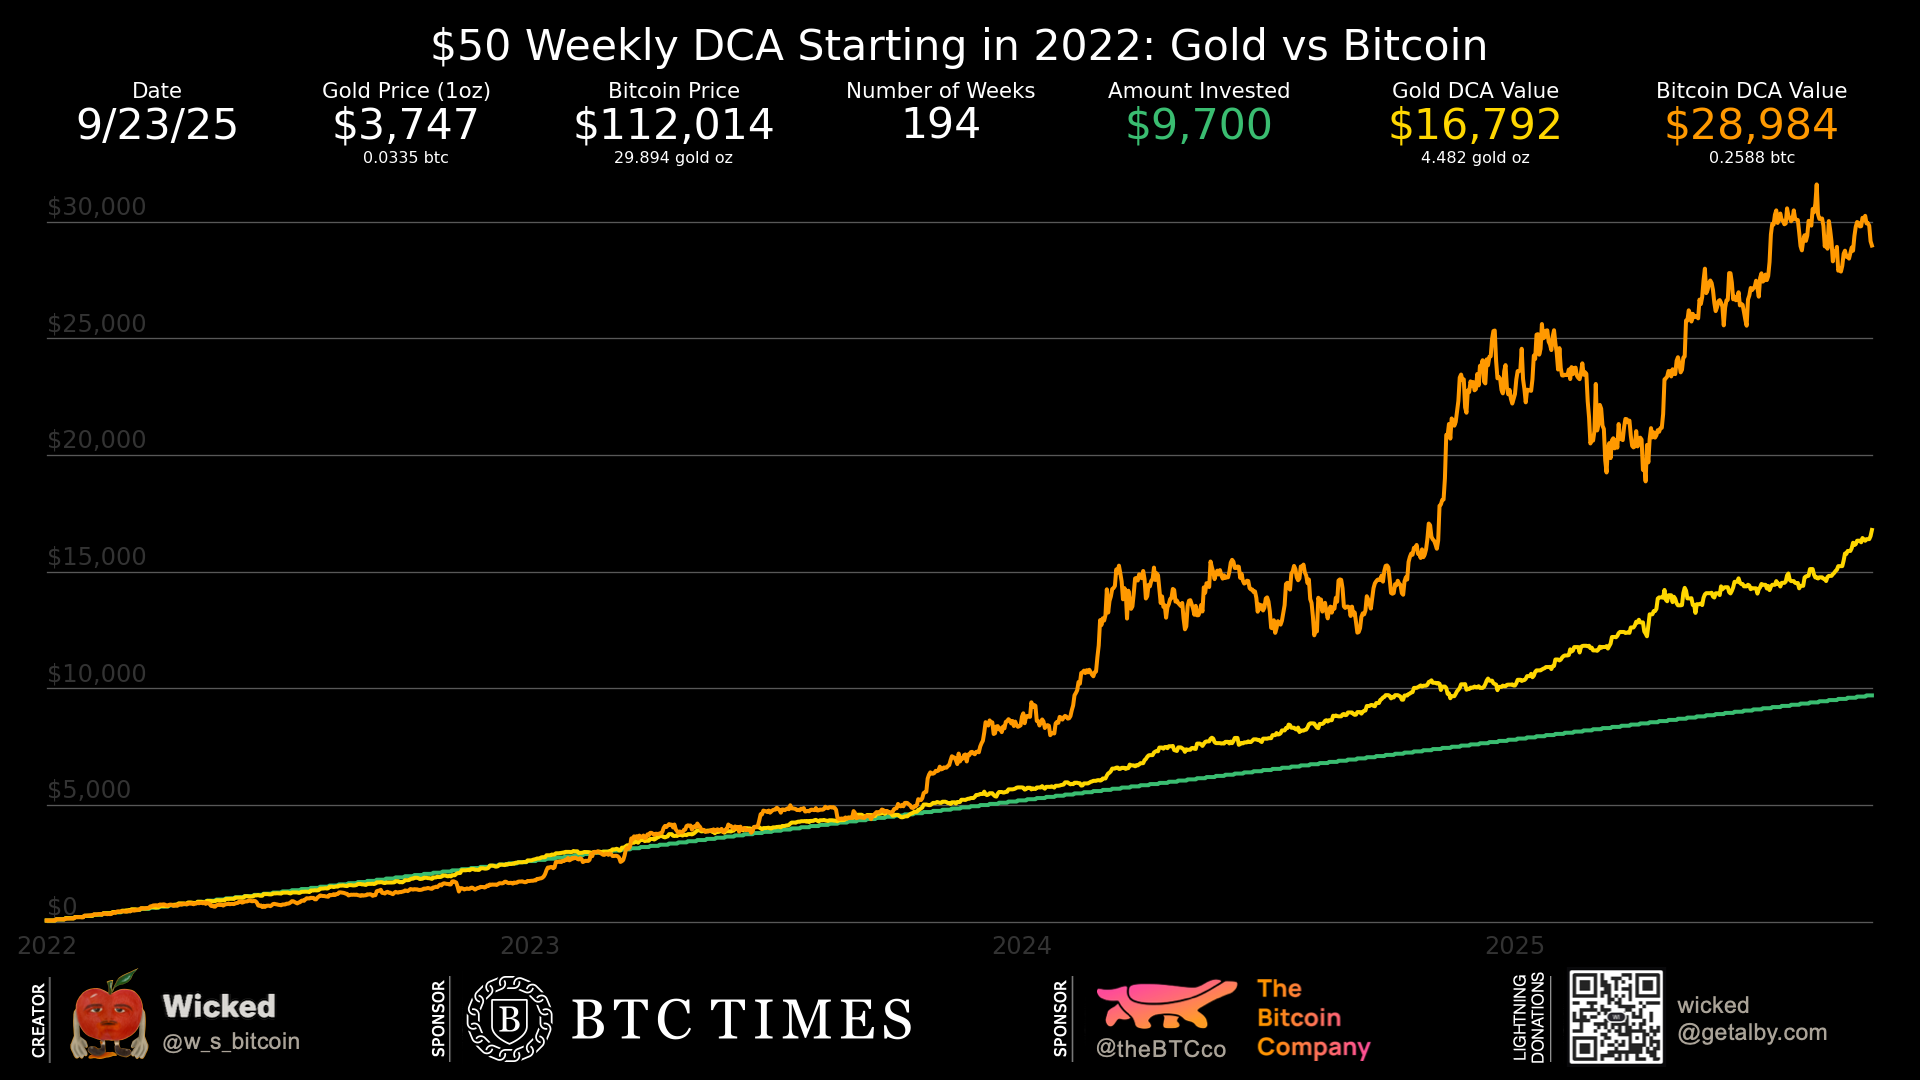 $50 Weekly DCA Starting in 2022: Gold vs Bitcoin
Date
9/23/25
Gold Price (1oz)
$3,747
0.0335 btc
Bitcoin Price
$112,014
29.894 gold oz
Number of Weeks
194
Amount Invested
$9,700
Gold DCA Value
$16,792
4.482 gold oz
Bitcoin DCA Value
$28,984
0.2588 btc
$30,000
$25,000
$20,000
$15,000
$10,000
$5,000
$0
2022
2023
2024
2025
CREATOR
Wicked
@w_s_bitcoin
SPONSOR
B
BTC TIMES
SPONSOR
@theBTCco
The
Bitcoin
Company
LIGHTNING
DONATIONS
wicked
@getalby.com